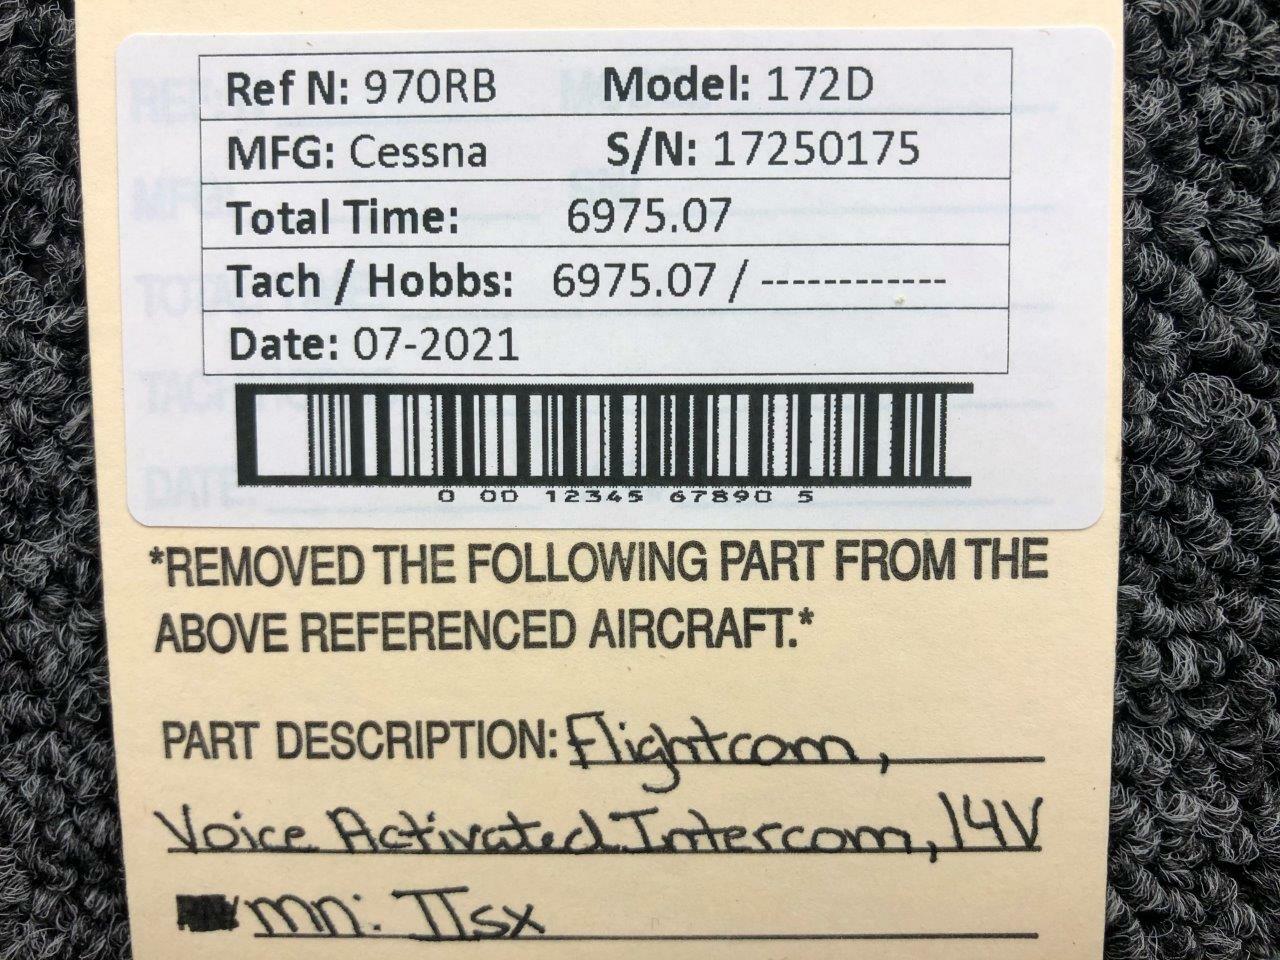 Ref N: 970RB Model: 172D
MFG: Cessna S/N: 17250175
Total Time: 6975.07
Tach / Hobbs: 6975.07 / ------------
Date: 07-2021
0 00 12345 67890 5
*REMOVED THE FOLLOWING PART FROM THE
ABOVE REFERENCED AIRCRAFT.*
PART DESCRIPTION: Flightcom,
Voice Activated Intercom, 14V
mn: IIsx